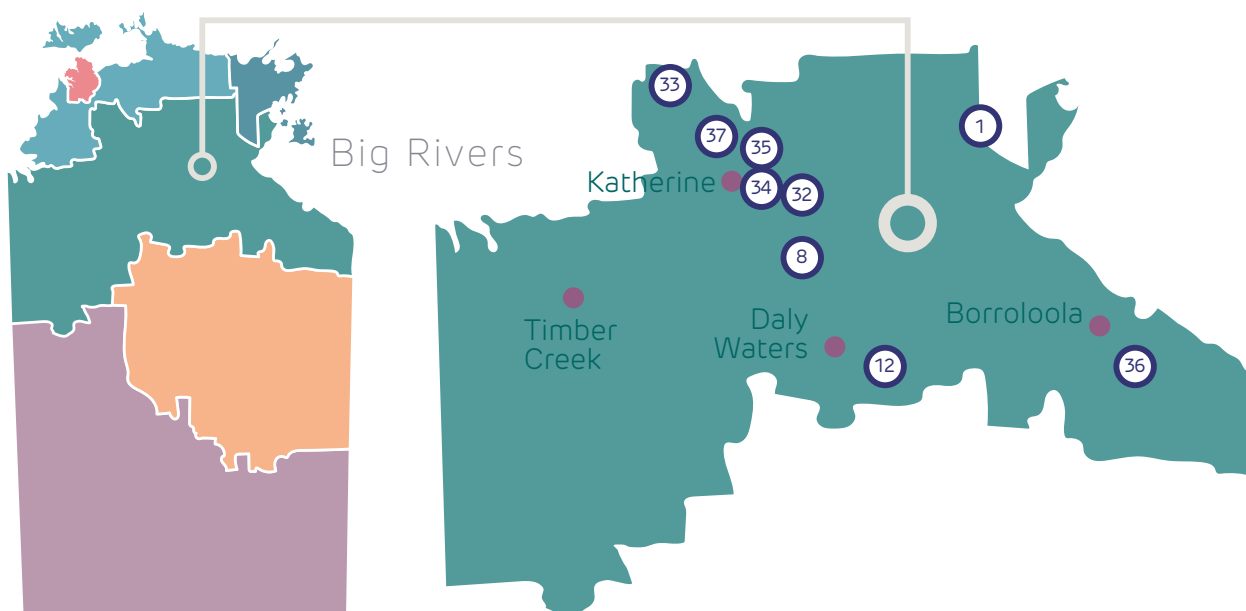 Big Rivers
33
37
35
1
Katherine
34
32
8
Timber
Creek
Daly
Waters
12
Borroloola
36